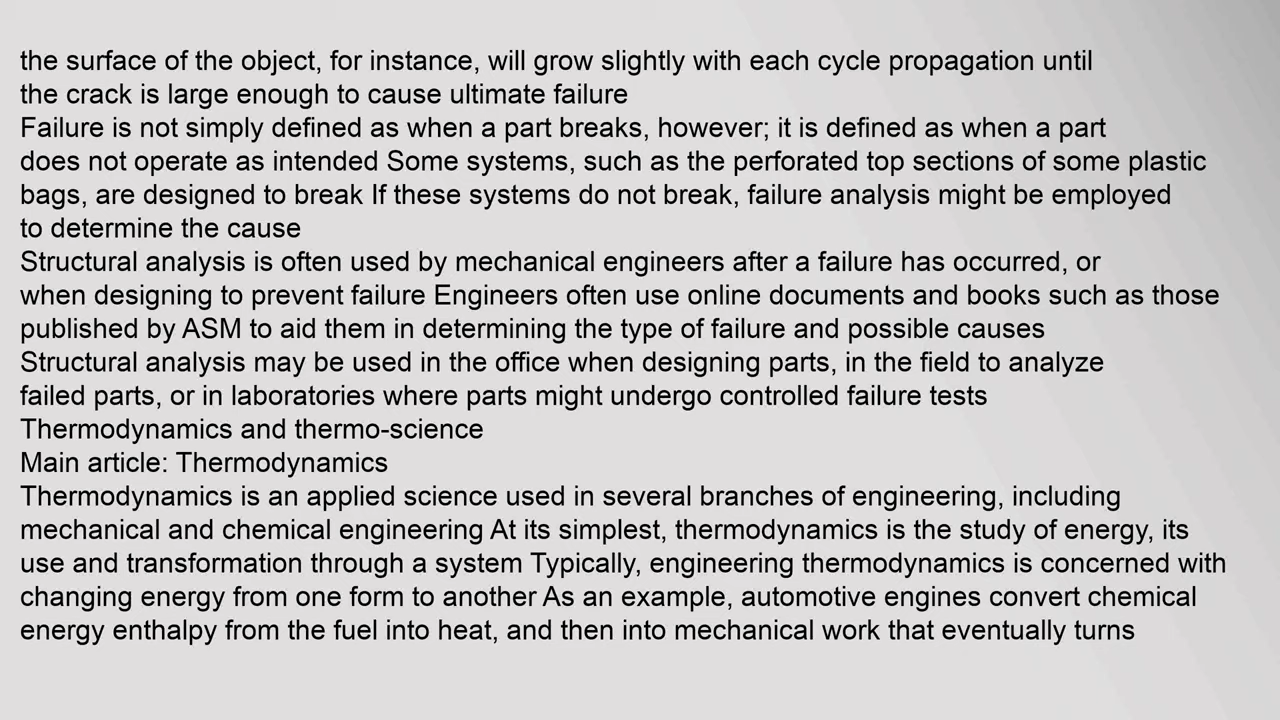 the surface of the object, for instance, will grow slightly with each cycle propagation until
the crack is large enough to cause ultimate failure
Failure is not simply defined as when a part breaks, however; it is defined as when a part
does not operate as intended Some systems, such as the perforated top sections of some plastic
bags, are designed to break If these systems do not break, failure analysis might be employed
to determine the cause
Structural analysis is often used by mechanical engineers after a failure has occurred, or
when designing to prevent failure Engineers often use online documents and books such as those
published by ASM to aid them in determining the type of failure and possible causes
Structural analysis may be used in the office when designing parts, in the field to analyze
failed parts, or in laboratories where parts might undergo controlled failure tests
Thermodynamics and thermo-science
Main article: Thermodynamics
Thermodynamics is an applied science used in several branches of engineering, including
mechanical and chemical engineering At its simplest, thermodynamics is the study of energy, its
use and transformation through a system Typically, engineering thermodynamics is concerned with
changing energy from one form to another As an example, automotive engines convert chemical
energy enthalpy from the fuel into heat, and then into mechanical work that eventually turns